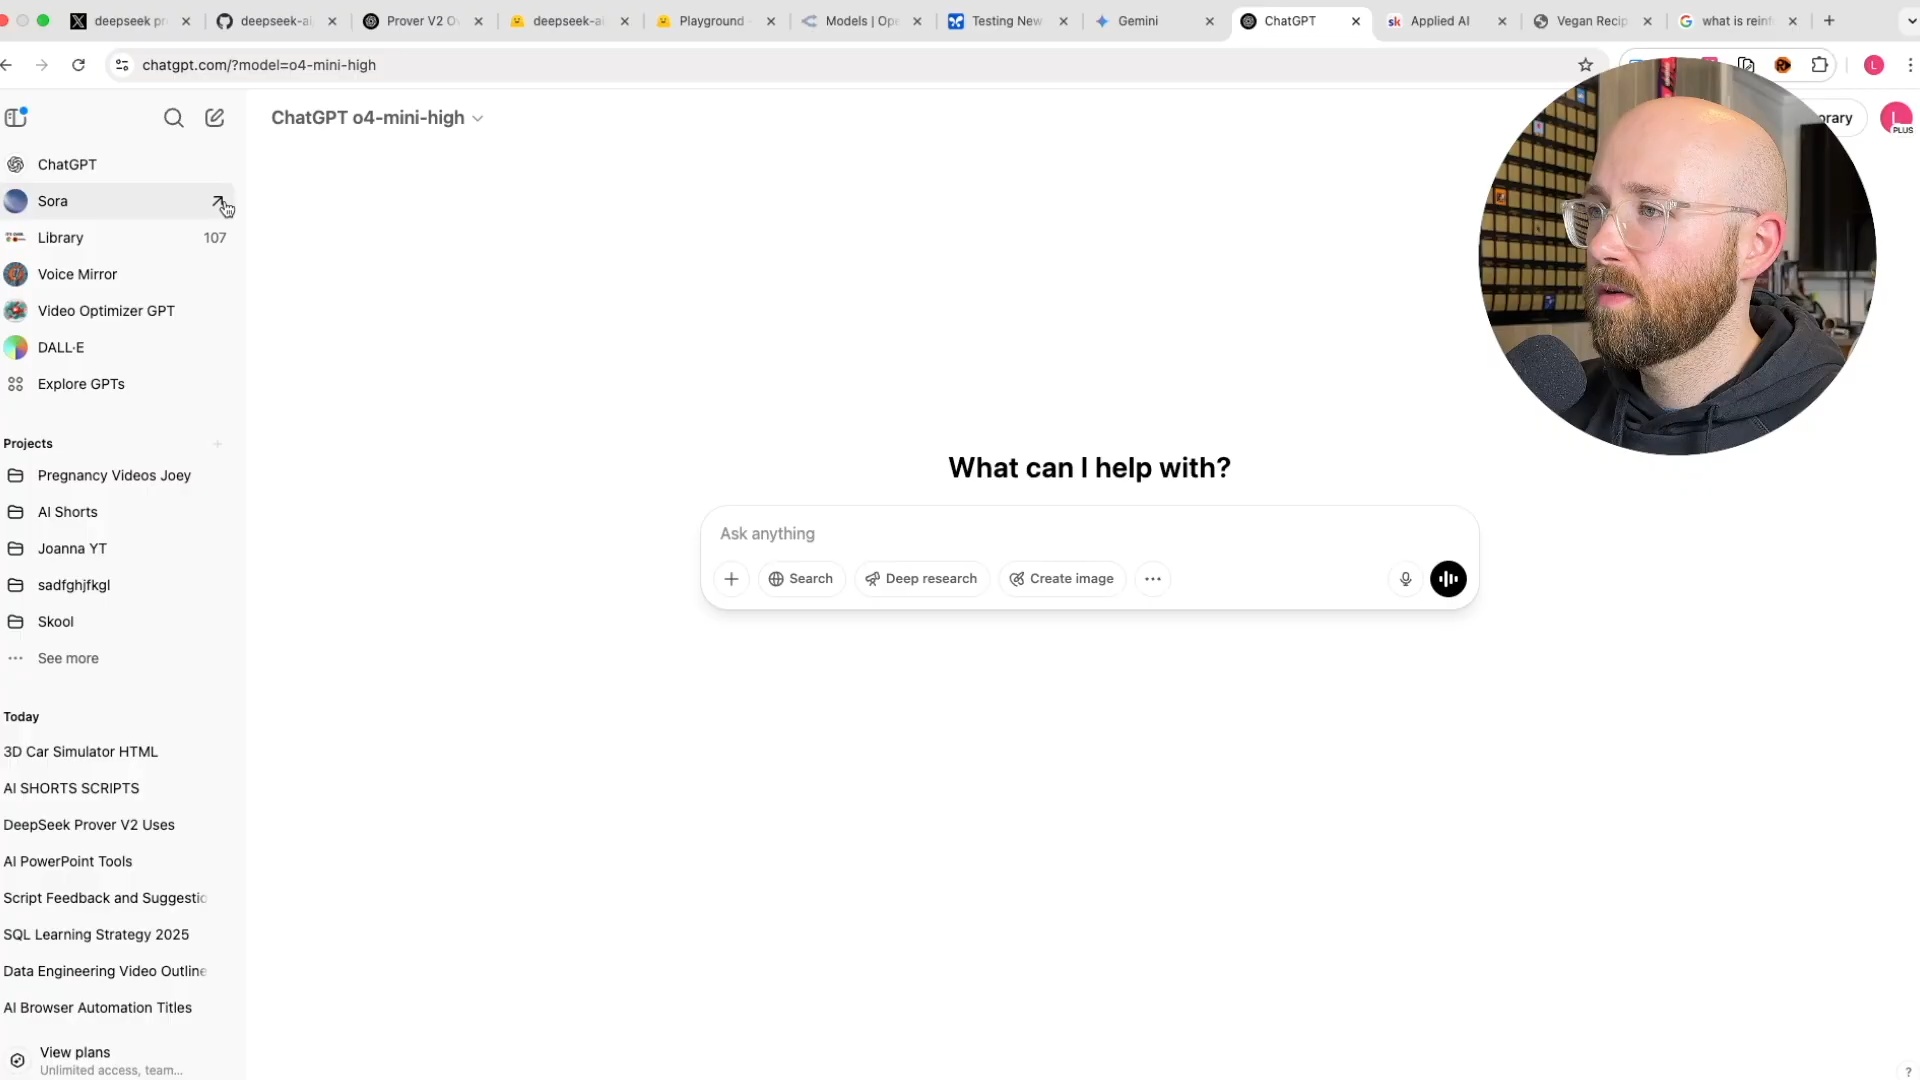 deepseek pr
deepseek-ai
Prover V2 O
deepseek-ai
Playground
Models | Ope
Testing New
Gemini
ChatGPT
sk Applied AI
Vegan Recip
what is reinf
chatgpt.com/?model=o4-mini-high
L
ChatGPT o4-mini-high
brary
L
PLUS
ChatGPT
Sora
Library 107
Voice Mirror
Video Optimizer GPT
DALL·E
Explore GPTs
Projects
Pregnancy Videos Joey
AI Shorts
Joanna YT
sadfghjfkgl
Skool
See more
Today
3D Car Simulator HTML
AI SHORTS SCRIPTS
DeepSeek Prover V2 Uses
AI PowerPoint Tools
Script Feedback and Suggestio
SQL Learning Strategy 2025
Data Engineering Video Outline
AI Browser Automation Titles
View plans
Unlimited access, team...
What can I help with?
Ask anything
Search
Deep research
Create image
?